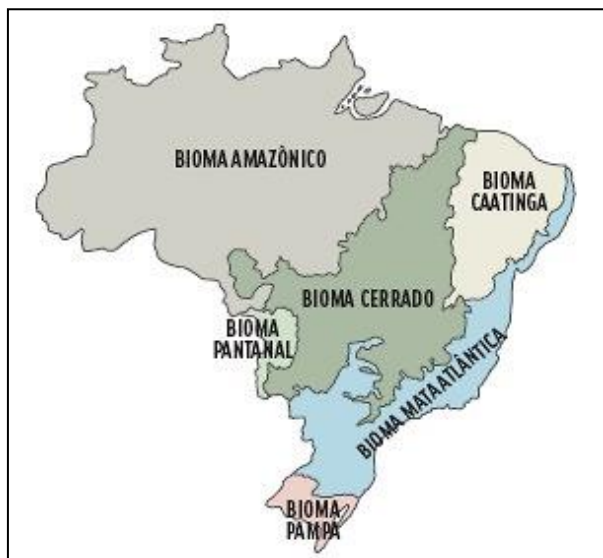 BIOMA AMAZÔNICO
BIOMA
CAATINGA
BIOMA CERRADO
BIOMA
PANTANAL
BIOMA MATA ATLÂNTICA
BIOMA
PAMPA